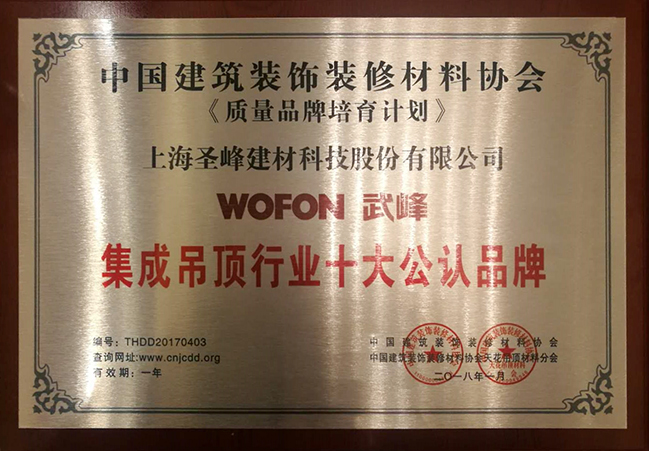 中国建筑装饰装修材料协会
《质量品牌培育计划》
上海圣峰建材科技股份有限公司
WOFON 武峰
集成吊顶行业十大公认品牌
编号：THDD20170403
查询网址:www.cnjcdd.org
有效期：一年
中国建筑装饰装修材料协会
中国建筑装饰装修材料协会天花吊顶材料分会
二〇一八年一月